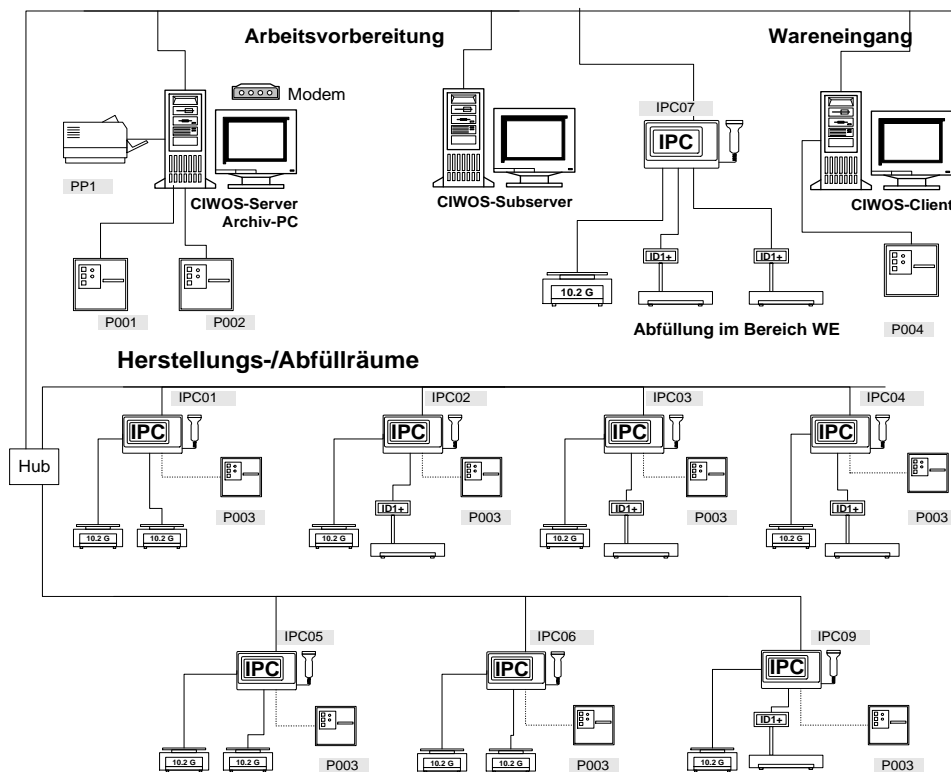 Arbeitsvorbereitung
Wareneingang
Modem
IPC07
IPC
PP1
CIWOS-Server
Archiv-PC
CIWOS-Subserver
CIWOS-Client
ID1+
ID1+
10.2 G
P001
P002
Abfüllung im Bereich WE
P004
Herstellungs-/Abfüllräume
IPC01
IPC02
IPC03
IPC04
IPC
IPC
IPC
IPC
Hub
P003
P003
P003
P003
ID1+
ID1+
ID1+
10.2 G
10.2 G
10.2 G
10.2 G
10.2 G
IPC05
IPC06
IPC09
IPC
IPC
IPC
ID1+
10.2 G
10.2 G
10.2 G
10.2 G
10.2 G
P003
P003
P003